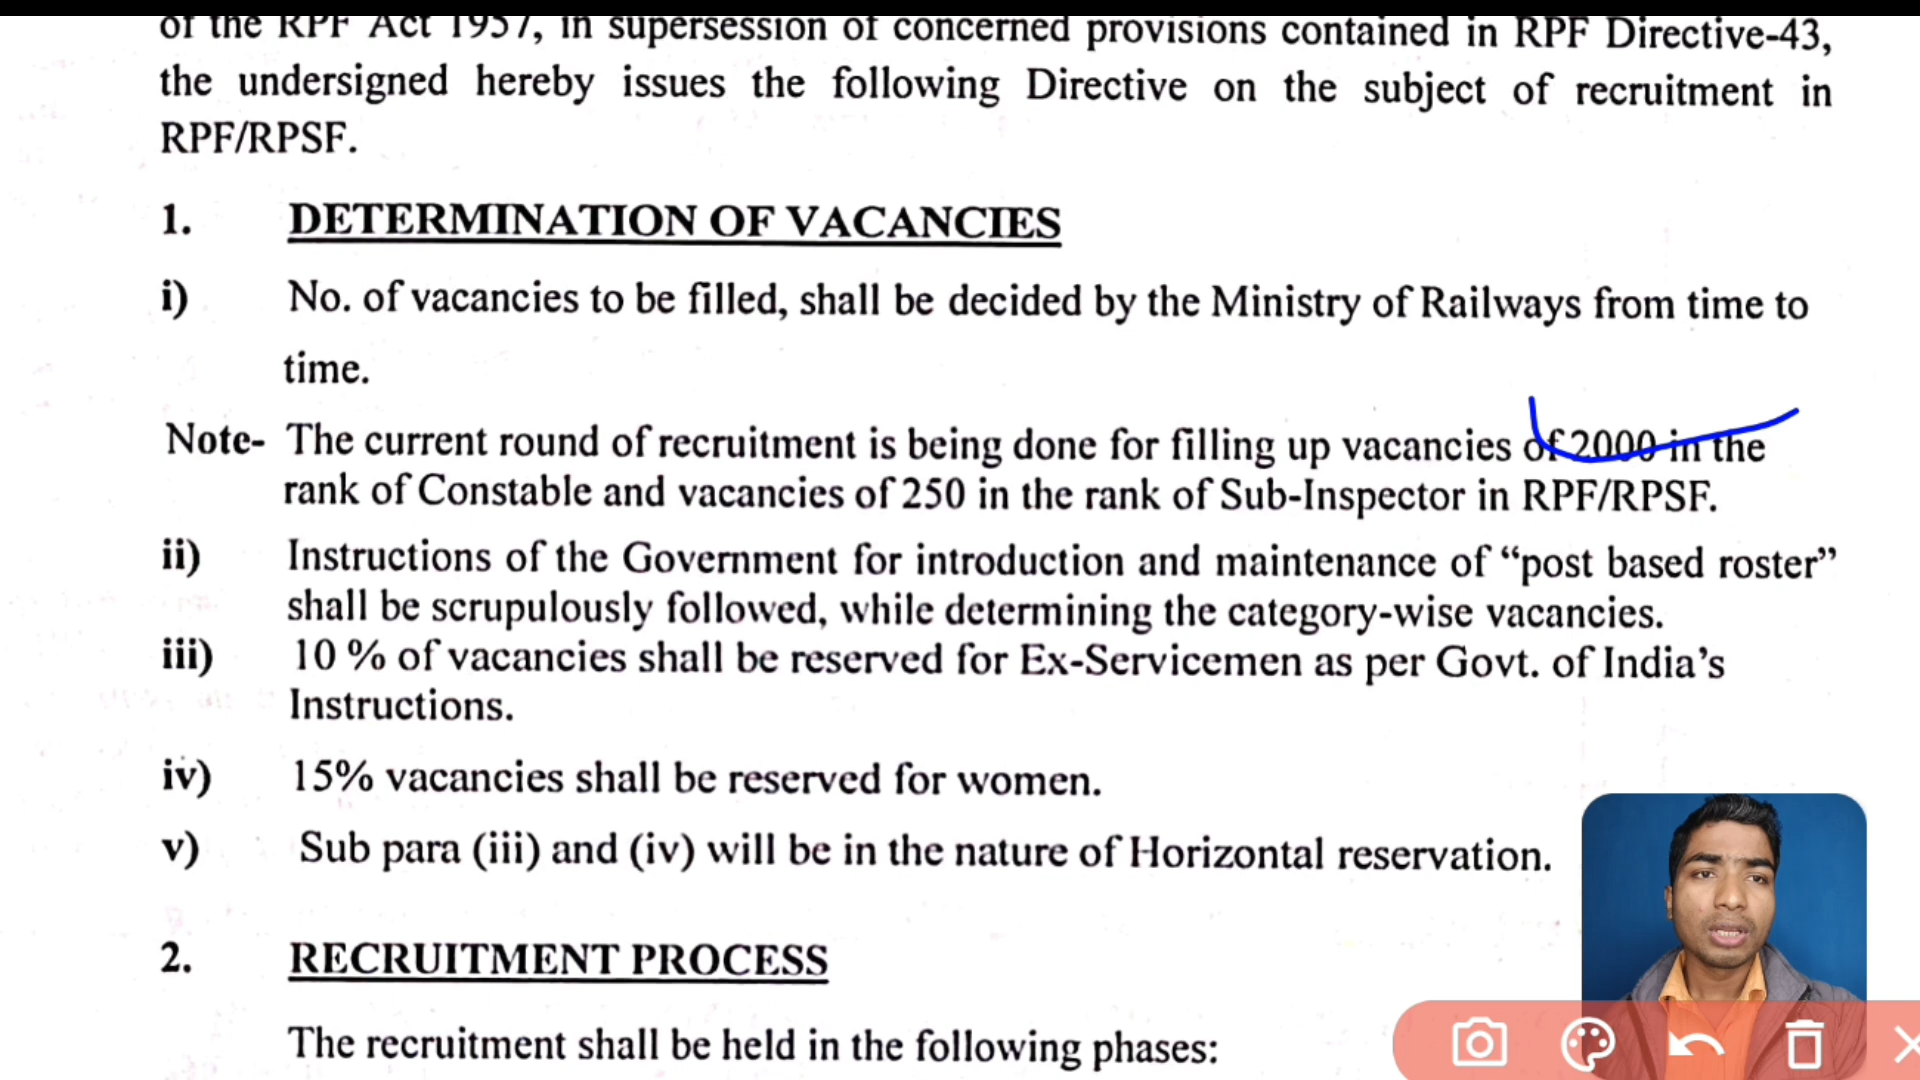 of the RPF Act 1957, in supersession of concerned provisions contained in RPF Directive-43,
the undersigned hereby issues the following Directive on the subject of recruitment in
RPF/RPSF.
1. DETERMINATION OF VACANCIES
i) No. of vacancies to be filled, shall be decided by the Ministry of Railways from time to
time.
Note- The current round of recruitment is being done for filling up vacancies of 2000 in the
rank of Constable and vacancies of 250 in the rank of Sub-Inspector in RPF/RPSF.
ii) Instructions of the Government for introduction and maintenance of “post based roster”
shall be scrupulously followed, while determining the category-wise vacancies.
iii) 10 % of vacancies shall be reserved for Ex-Servicemen as per Govt. of India’s
Instructions.
iv) 15% vacancies shall be reserved for women.
v) Sub para (iii) and (iv) will be in the nature of Horizontal reservation.
2. RECRUITMENT PROCESS
The recruitment shall be held in the following phases: